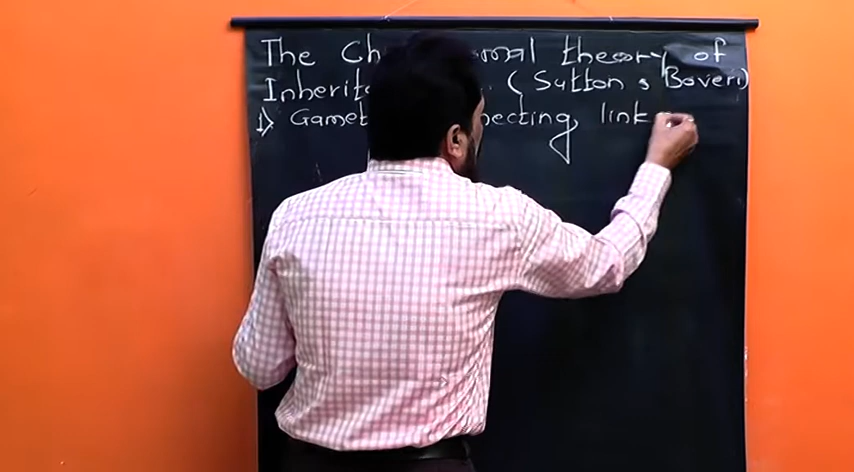 The Ch mal theory of
Inherit (Sutton & Boveri)
1) Gamet necting link